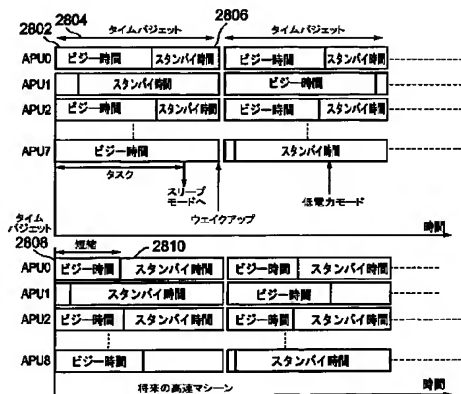 2802 2804 2806
タイムバジェット タイムバジェット
APU0 ビジー時間 スタンバイ時間 ビジー時間 スタンバイ時間
APU1 スタンバイ時間 ビジー時間
APU2 ビジー時間 スタンバイ時間 ビジー時間 スタンバイ時間
APU7 ビジー時間 スタンバイ時間
タスク
スリープ
モードへ
ウェイクアップ
低電力モード
時間
タイム
バジェット
2808 短縮 2810
APU0 ビジー時間 スタンバイ時間 ビジー時間 スタンバイ時間
APU1 スタンバイ時間 ビジー時間
APU2 ビジー時間 スタンバイ時間 ビジー時間 スタンバイ時間
APU8 ビジー時間 スタンバイ時間
将来の高速マシーン 時間